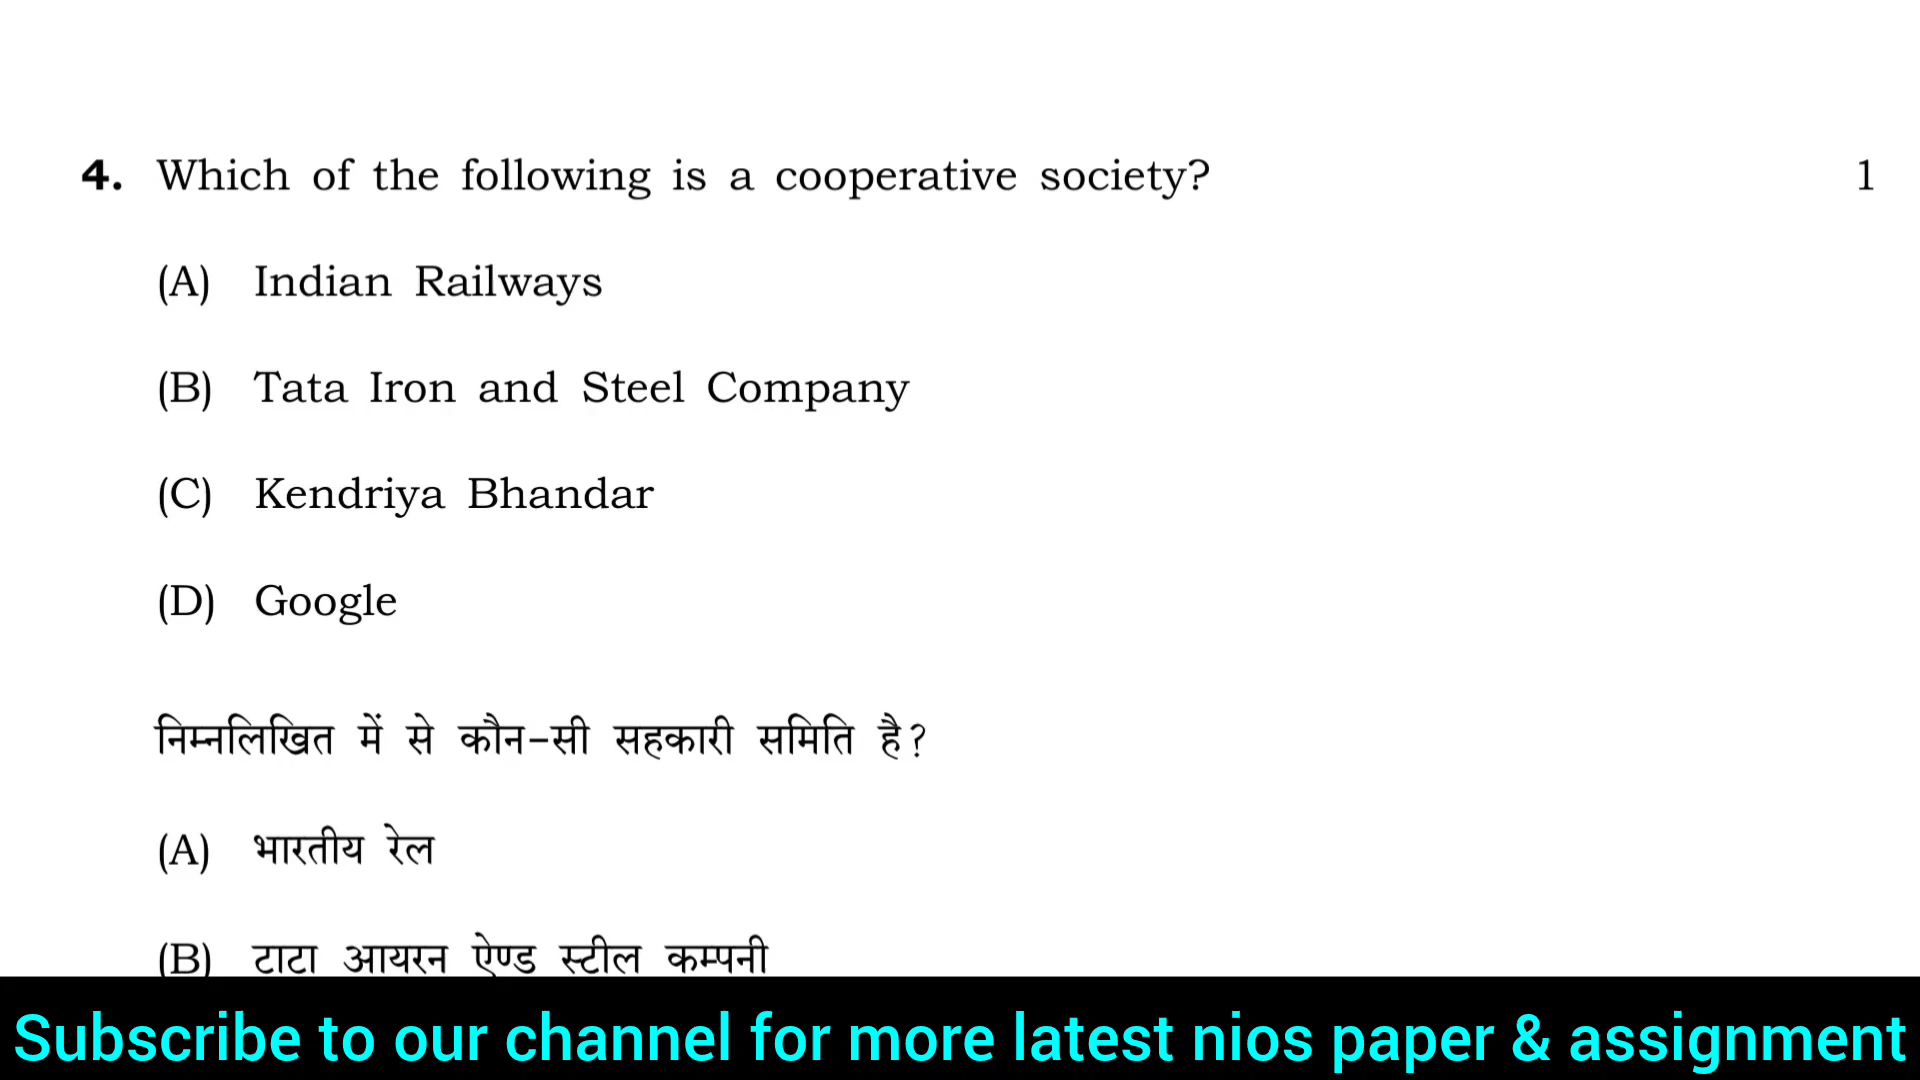 4. Which of the following is a cooperative society? 1
(A) Indian Railways
(B) Tata Iron and Steel Company
(C) Kendriya Bhandar
(D) Google
निम्नलिखित में से कौन-सी सहकारी समिति है?
(A) भारतीय रेल
(B) टाटा आयरन ऐण्ड स्टील कम्पनी
Subscribe to our channel for more latest nios paper & assignment